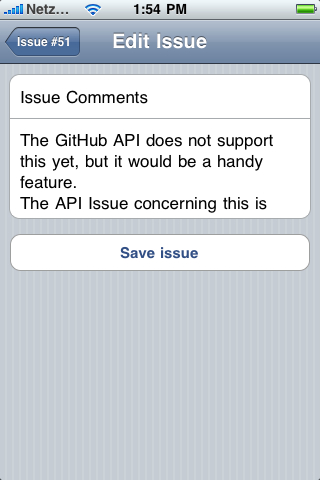 Netz... 1:54 PM
Issue #51 Edit Issue
Issue Comments
The GitHub API does not support
this yet, but it would be a handy
feature.
The API Issue concerning this is
Save issue